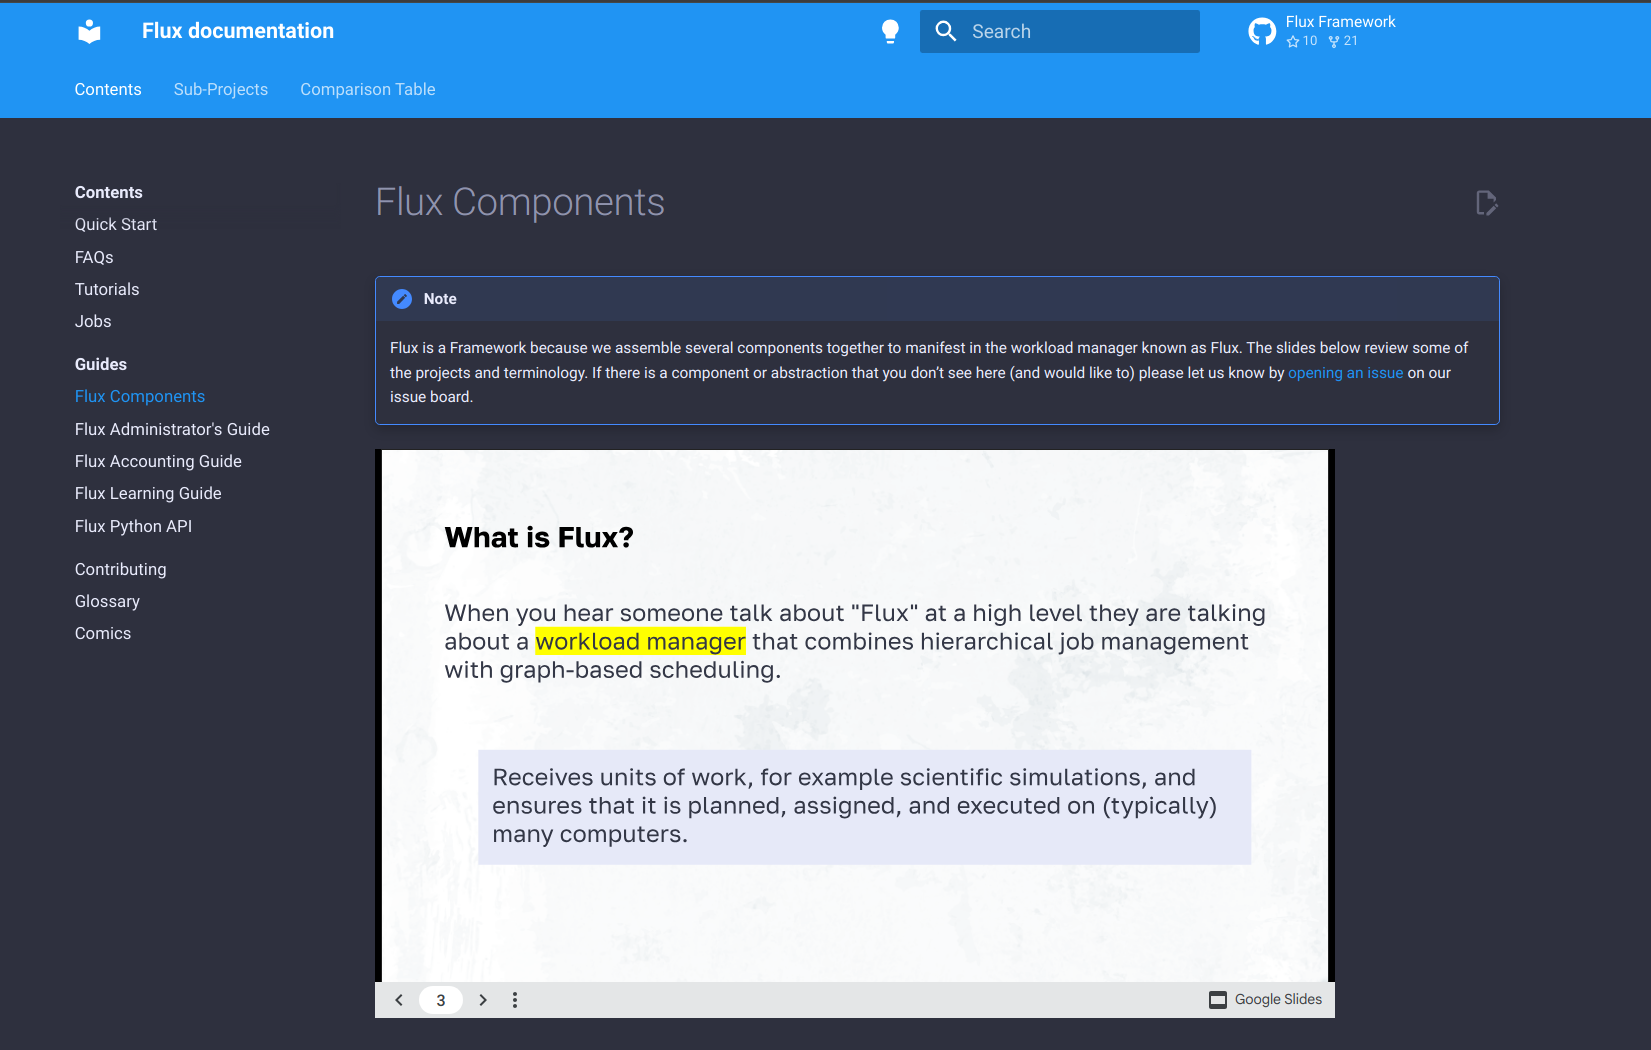 Flux documentation
Search
Flux Framework
10 21
Contents Sub-Projects Comparison Table
Contents
Quick Start
FAQs
Tutorials
Jobs
Guides
Flux Components
Flux Administrator's Guide
Flux Accounting Guide
Flux Learning Guide
Flux Python API
Contributing
Glossary
Comics
Flux Components
Note
Flux is a Framework because we assemble several components together to manifest in the workload manager known as Flux. The slides below review some of
the projects and terminology. If there is a component or abstraction that you don’t see here (and would like to) please let us know by opening an issue on our
issue board.
What is Flux?
When you hear someone talk about "Flux" at a high level they are talking
about a workload manager that combines hierarchical job management
with graph-based scheduling.
Receives units of work, for example scientific simulations, and
ensures that it is planned, assigned, and executed on (typically)
many computers.
3
Google Slides